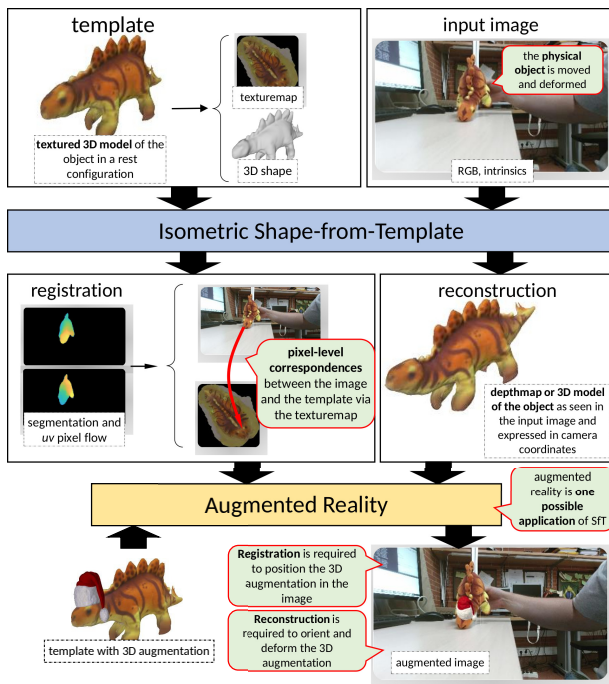 template
texturemap
textured 3D model of the
object in a rest
configuration
3D shape
input image
the physical
object is moved
and deformed
RGB, intrinsics
Isometric Shape-from-Template
registration
segmentation and
uv pixel flow
pixel-level
correspondences
between the image
and the template via
the texturemap
reconstruction
depthmap or 3D model
of the object as seen in
the input image and
expressed in camera
coordinates
Augmented Reality
augmented
reality is one
possible
application of SfT
template with 3D augmentation
Registration is required
to position the 3D
augmentation in the
image
Reconstruction is
required to orient and
deform the 3D
augmentation
augmented image